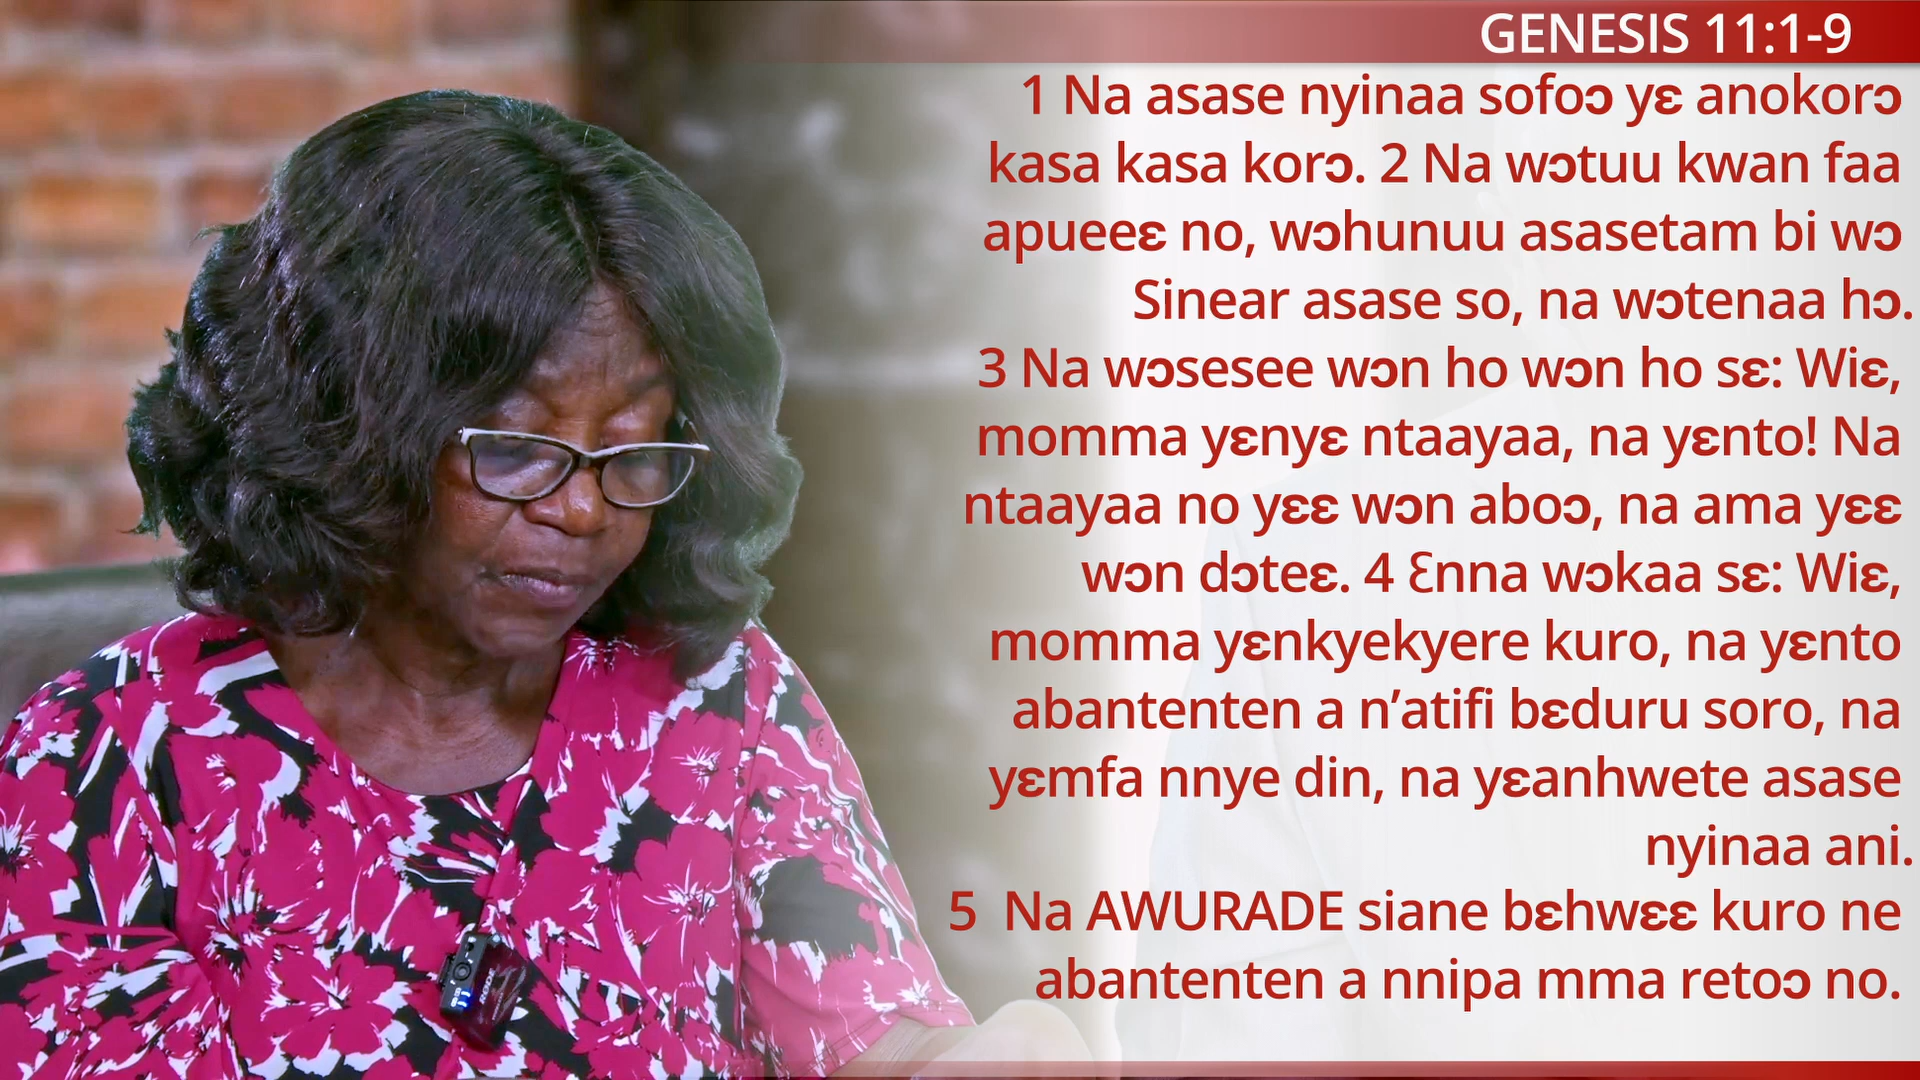 GENESIS 11:1-9
1 Na asase nyinaa sofoɔ yɛ anokorɔ
kasa kasa korɔ. 2 Na wɔtuu kwan faa
apueeɛ no, wɔhunuu asasetam bi wɔ
Sinear asase so, na wɔtenaa hɔ.
3 Na wɔsesee wɔn ho wɔn ho sɛ: Wiɛ,
momma yɛnyɛ ntaayaa, na yɛnto! Na
ntaayaa no yɛɛ wɔn aboɔ, na ama yɛɛ
wɔn dɔteɛ. 4 Ɛnna wɔkaa sɛ: Wiɛ,
momma yɛnkyekyere kuro, na yɛnto
abantenten a n’atifi bɛduru soro, na
yɛmfa nnye din, na yɛanhwete asase
nyinaa ani.
5  Na AWURADE siane bɛhwɛɛ kuro ne
abantenten a nnipa mma retoɔ no.